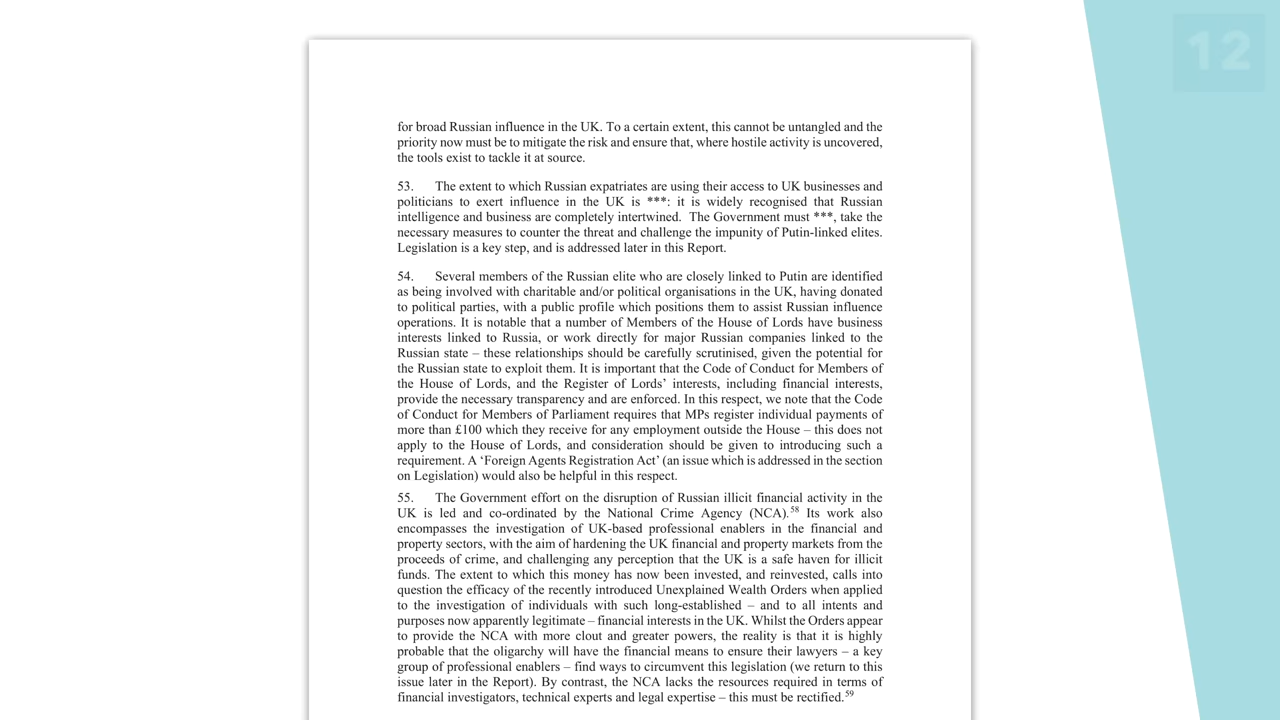 12
for broad Russian influence in the UK. To a certain extent, this cannot be untangled and the
priority now must be to mitigate the risk and ensure that, where hostile activity is uncovered,
the tools exist to tackle it at source.
53. The extent to which Russian expatriates are using their access to UK businesses and
politicians to exert influence in the UK is ***: it is widely recognised that Russian
intelligence and business are completely intertwined. The Government must ***, take the
necessary measures to counter the threat and challenge the impunity of Putin-linked elites.
Legislation is a key step, and is addressed later in this Report.
54. Several members of the Russian elite who are closely linked to Putin are identified
as being involved with charitable and/or political organisations in the UK, having donated
to political parties, with a public profile which positions them to assist Russian influence
operations. It is notable that a number of Members of the House of Lords have business
interests linked to Russia, or work directly for major Russian companies linked to the
Russian state – these relationships should be carefully scrutinised, given the potential for
the Russian state to exploit them. It is important that the Code of Conduct for Members of
the House of Lords, and the Register of Lords’ interests, including financial interests,
provide the necessary transparency and are enforced. In this respect, we note that the Code
of Conduct for Members of Parliament requires that MPs register individual payments of
more than £100 which they receive for any employment outside the House – this does not
apply to the House of Lords, and consideration should be given to introducing such a
requirement. A ‘Foreign Agents Registration Act’ (an issue which is addressed in the section
on Legislation) would also be helpful in this respect.
55. The Government effort on the disruption of Russian illicit financial activity in the
UK is led and co-ordinated by the National Crime Agency (NCA).58 Its work also
encompasses the investigation of UK-based professional enablers in the financial and
property sectors, with the aim of hardening the UK financial and property markets from the
proceeds of crime, and challenging any perception that the UK is a safe haven for illicit
funds. The extent to which this money has now been invested, and reinvested, calls into
question the efficacy of the recently introduced Unexplained Wealth Orders when applied
to the investigation of individuals with such long-established – and to all intents and
purposes now apparently legitimate – financial interests in the UK. Whilst the Orders appear
to provide the NCA with more clout and greater powers, the reality is that it is highly
probable that the oligarchy will have the financial means to ensure their lawyers – a key
group of professional enablers – find ways to circumvent this legislation (we return to this
issue later in the Report). By contrast, the NCA lacks the resources required in terms of
financial investigators, technical experts and legal expertise – this must be rectified.59